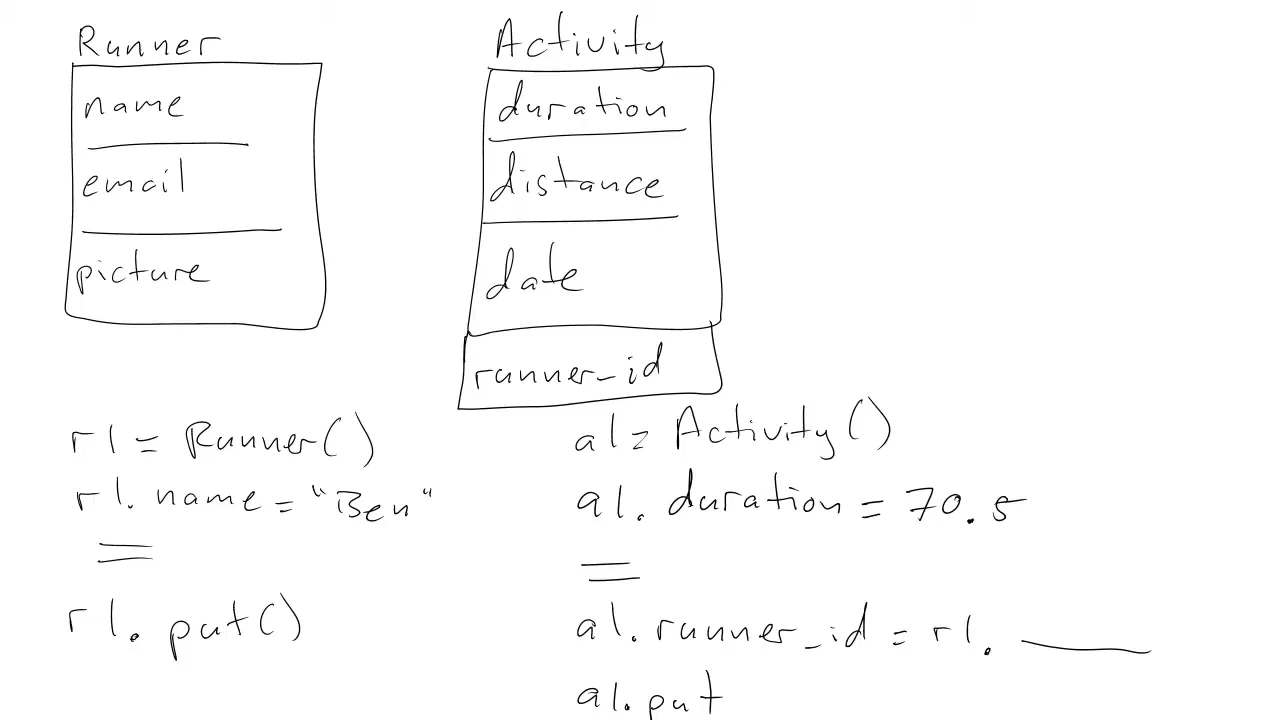 Runner
name
email
picture
Activity
duration
distance
date
runner_id
r1 = Runner()
r1.name = "Ben"
r1.put()
a1 = Activity()
a1.duration = 70.5
a1.runner_id = r1.
a1.put